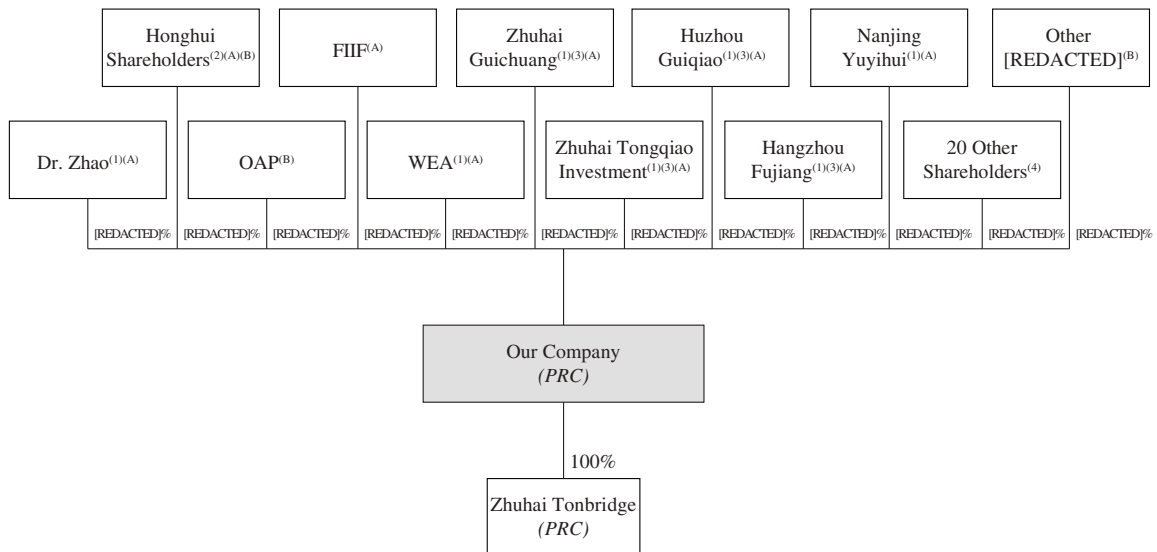 Honghui
Shareholders(2)(A)(B)
FIIF(A)
Zhuhai
Guichuang(1)(3)(A)
Huzhou
Guiqiao(1)(3)(A)
Nanjing
Yuyihui(1)(A)
Other
[REDACTED](B)
Dr. Zhao(1)(A)
OAP(B)
WEA(1)(A)
Zhuhai Tongqiao
Investment(1)(3)(A)
Hangzhou
Fujiang(1)(3)(A)
20 Other
Shareholders(4)
[REDACTED]% [REDACTED]% [REDACTED]% [REDACTED]% [REDACTED]% [REDACTED]% [REDACTED]% [REDACTED]% [REDACTED]% [REDACTED]% [REDACTED]% [REDACTED]%
Our Company
(PRC)
100%
Zhuhai Tonbridge
(PRC)